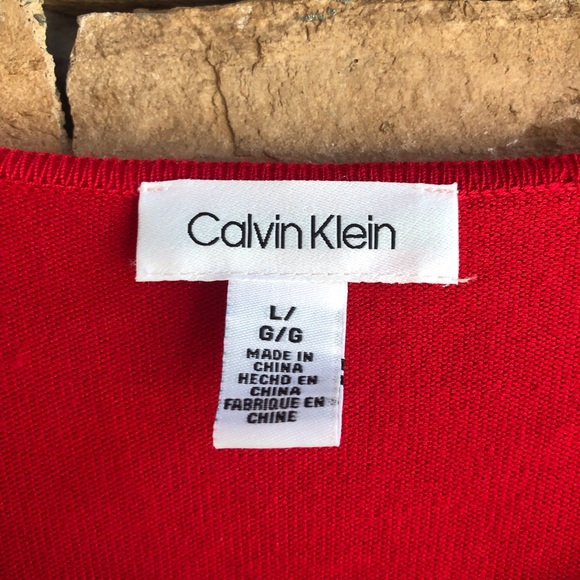 Calvin Klein
L/
G/G
MADE IN
CHINA
HECHO EN
CHINA
FABRIQUE EN
CHINE